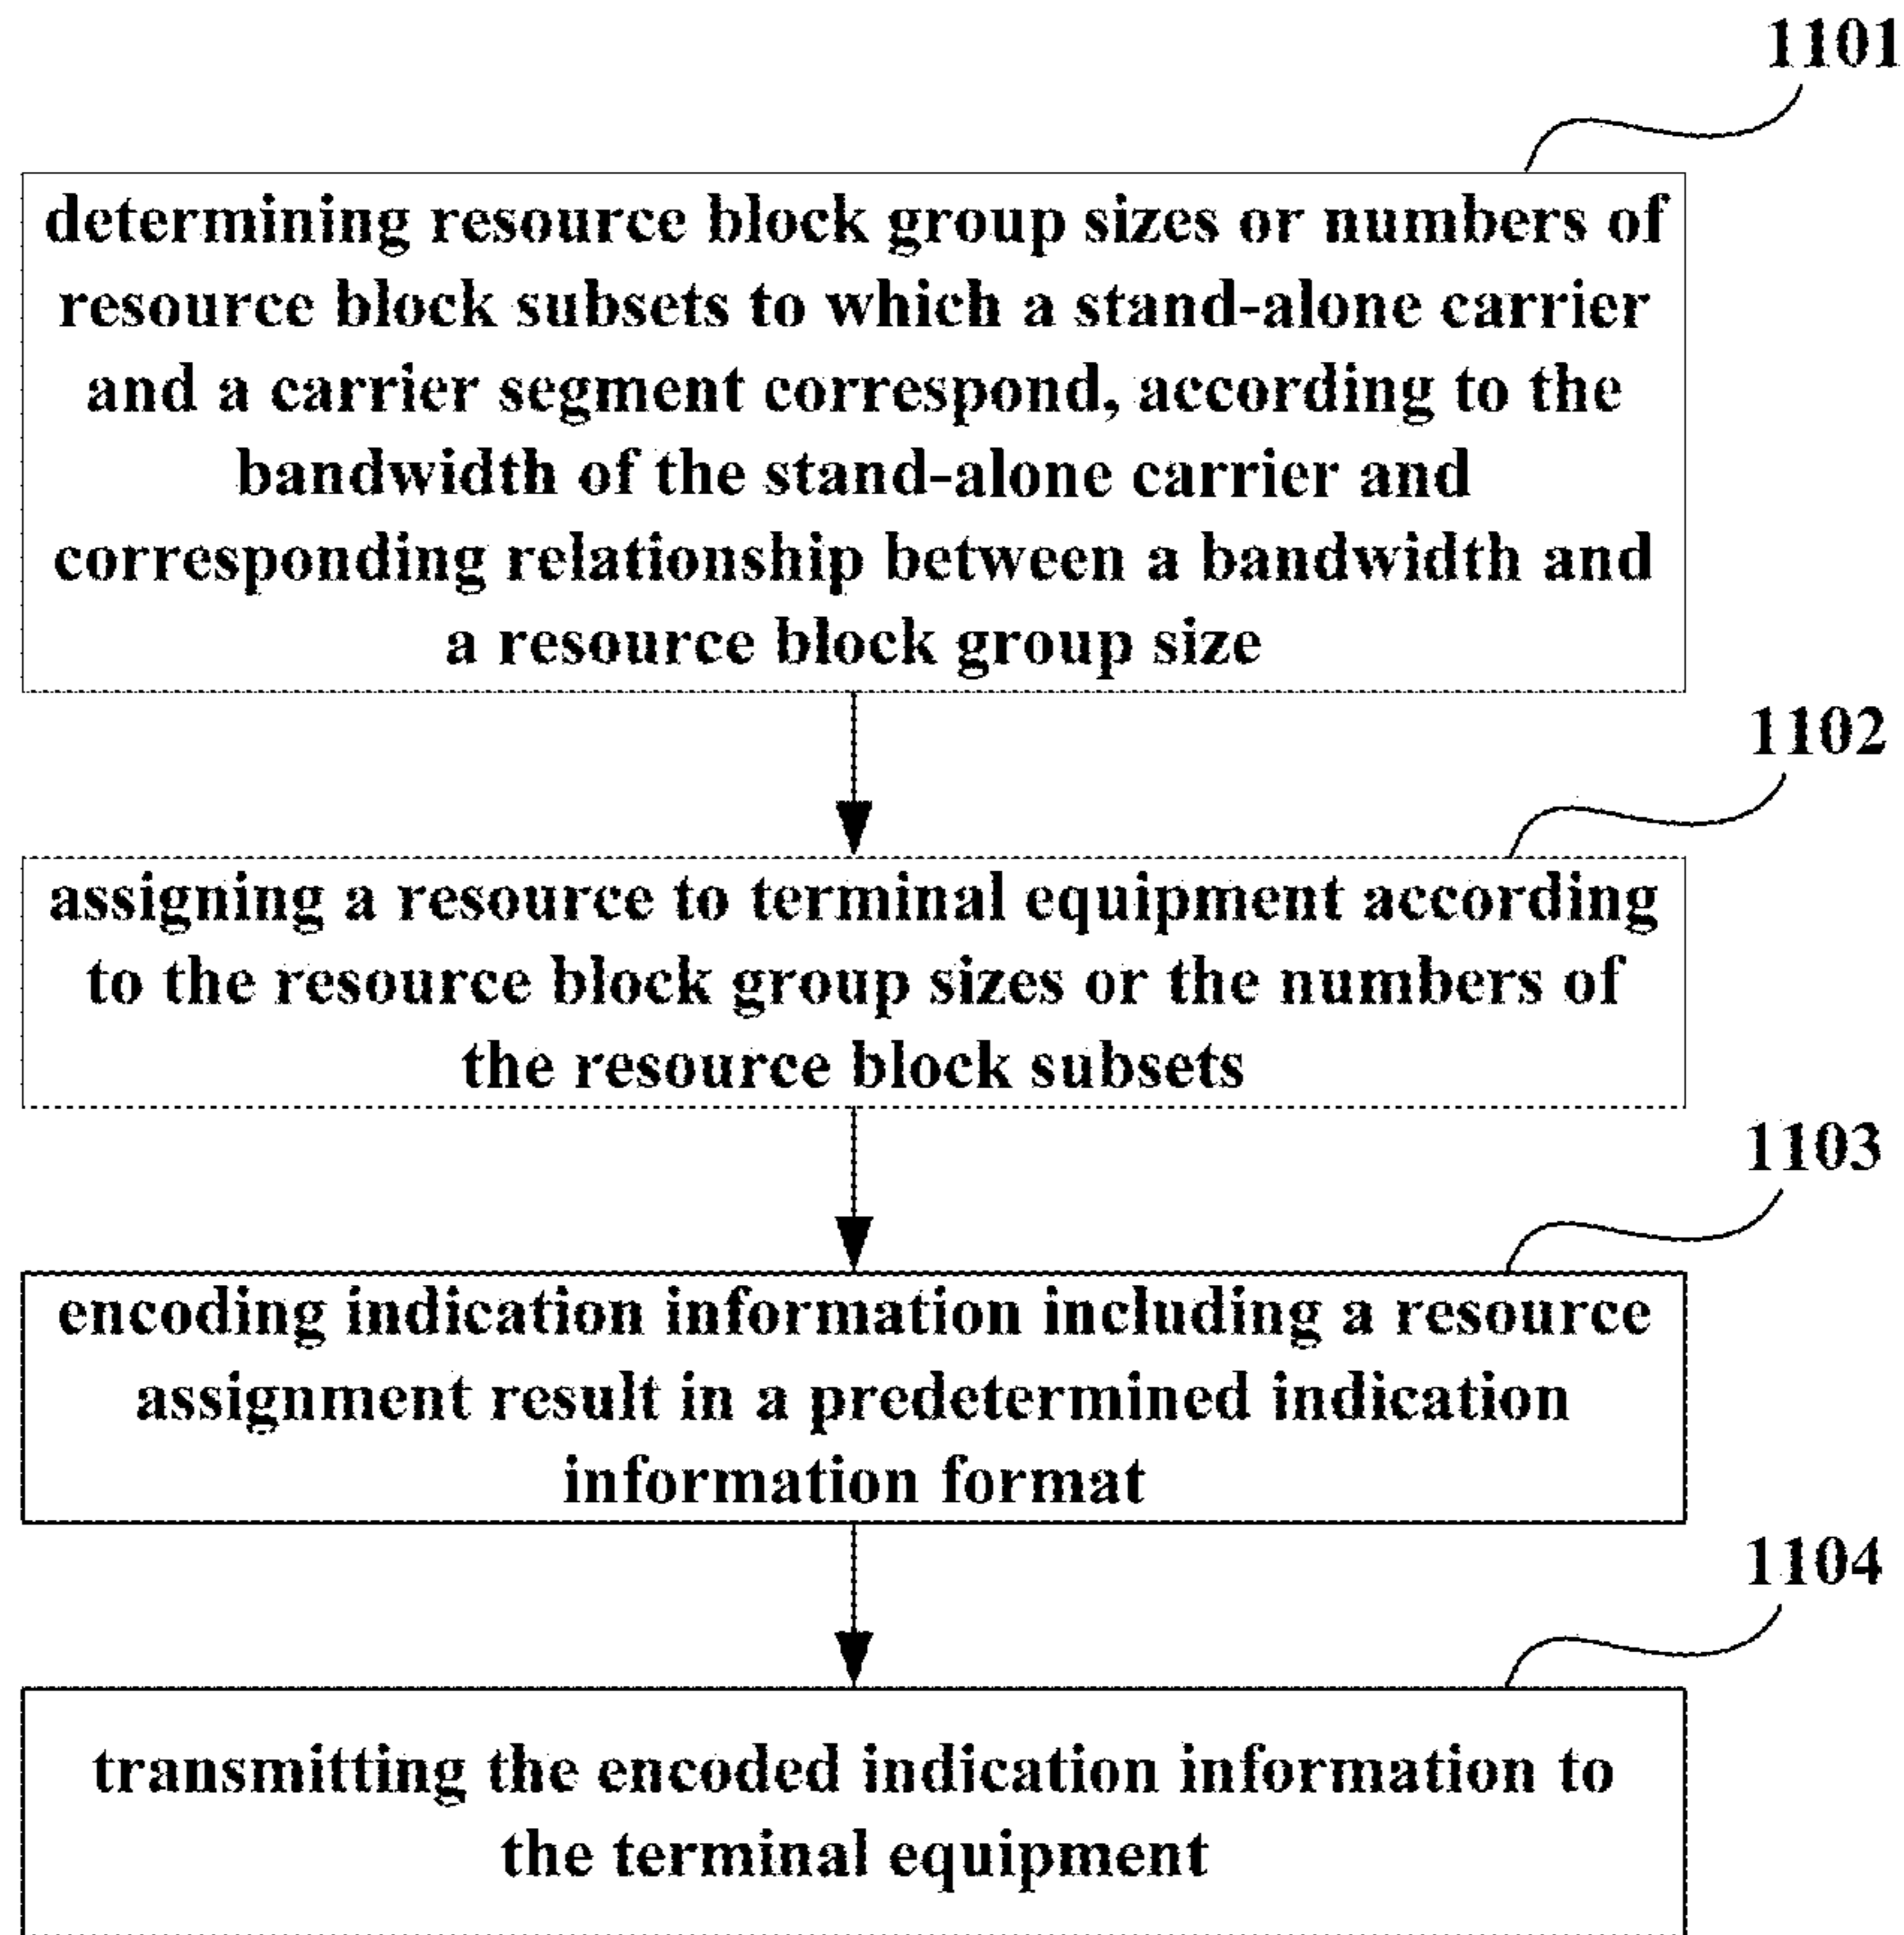 1101
determining resource block group sizes or numbers of
resource block subsets to which a stand-alone carrier
and a carrier segment correspond, according to the
bandwidth of the stand-alone carrier and
corresponding relationship between a bandwidth and
a resource block group size
1102
assigning a resource to terminal equipment according
to the resource block group sizes or the numbers of
the resource block subsets
1103
encoding indication information including a resource
assignment result in a predetermined indication
information format
1104
transmitting the encoded indication information to
the terminal equipment